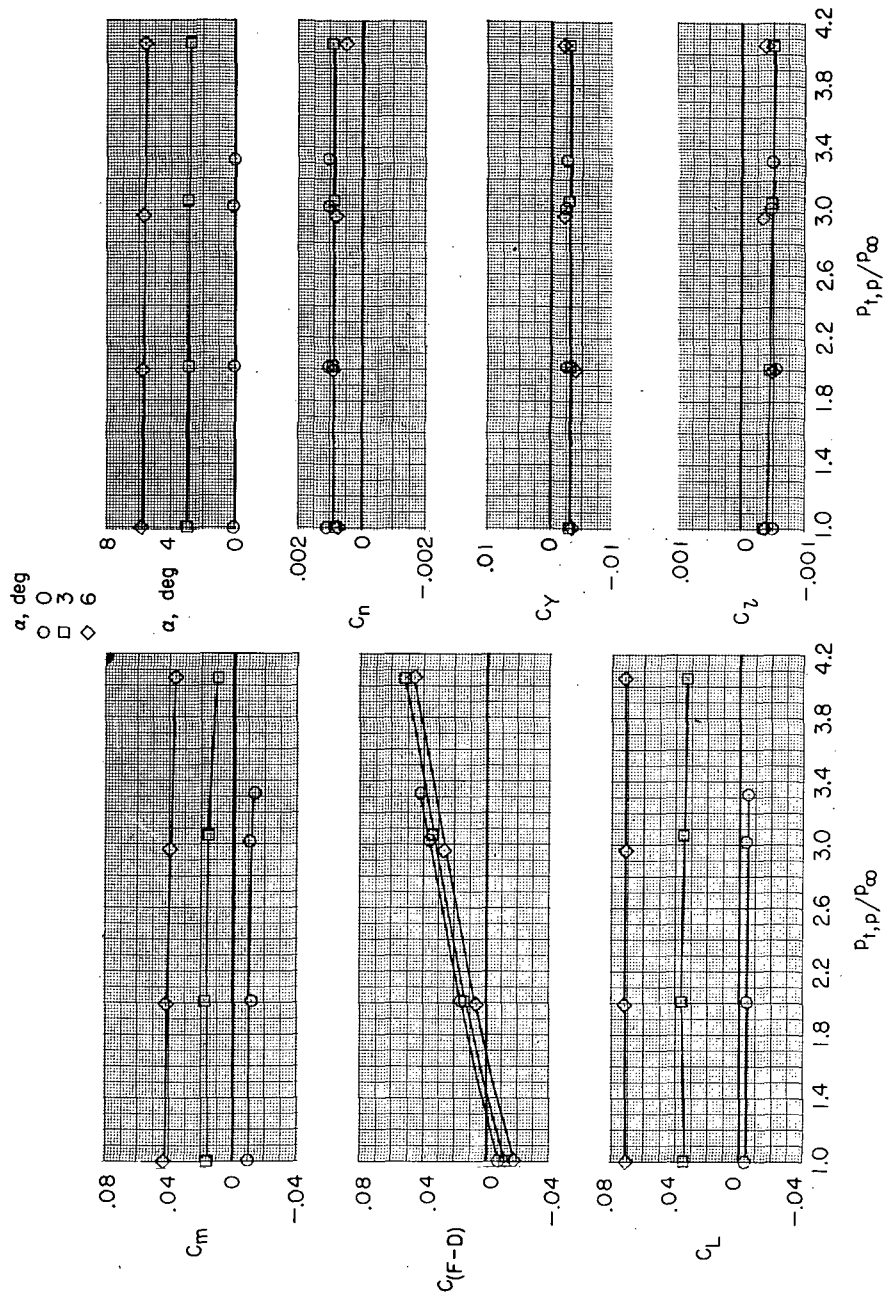 α, deg
○ 0
□ 3
◇ 6
.08
.04
0
-.04
C_m
.08
.04
0
-.04
C_(F-D)
.08
.04
0
-.04
C_L
1.0 1.4 1.8 2.2 2.6 3.0 3.4 3.8 4.2
p_t,p/p_∞
8
4
0
α, deg
.002
0
-.002
C_n
.01
0
-.01
C_Y
.001
0
-.001
C_l
1.0 1.4 1.8 2.2 2.6 3.0 3.4 3.8 4.2
p_t,p/p_∞